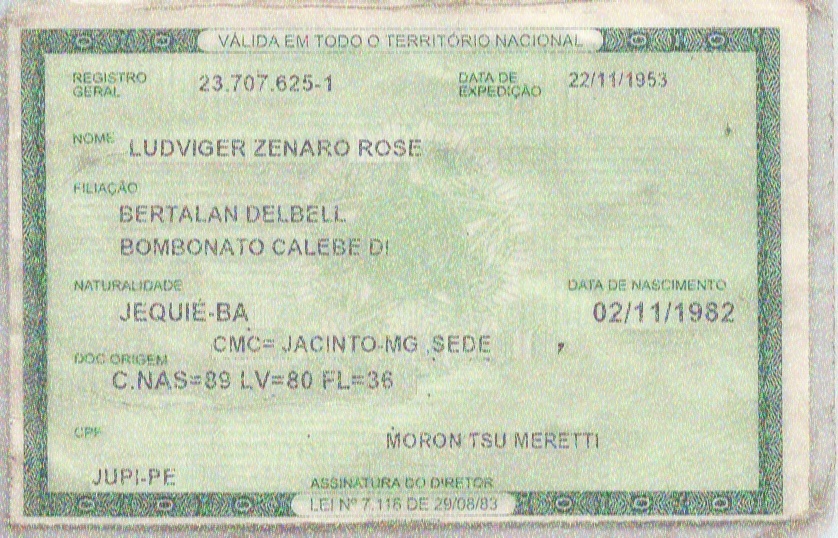 VÁLIDA EM TODO O TERRITÓRIO NACIONAL
REGISTRO GERAL 23.707.625-1 DATA DE EXPEDIÇÃO 22/11/1953
NOME LUDVIGER ZENARO ROSE
FILIAÇÃO
BERTALAN DELBELL
BOMBONATO CALEBE DI
NATURALIDADE DATA DE NASCIMENTO
JEQUIÉ-BA 02/11/1982
CMC= JACINTO-MG ,SEDE ,
DOC ORIGEM
C.NAS=89 LV=80 FL=36
CPF
MORON TSU MERETTI
JUPI-PE
ASSINATURA DO DIRETOR
LEI Nº 7.116 DE 29/08/83